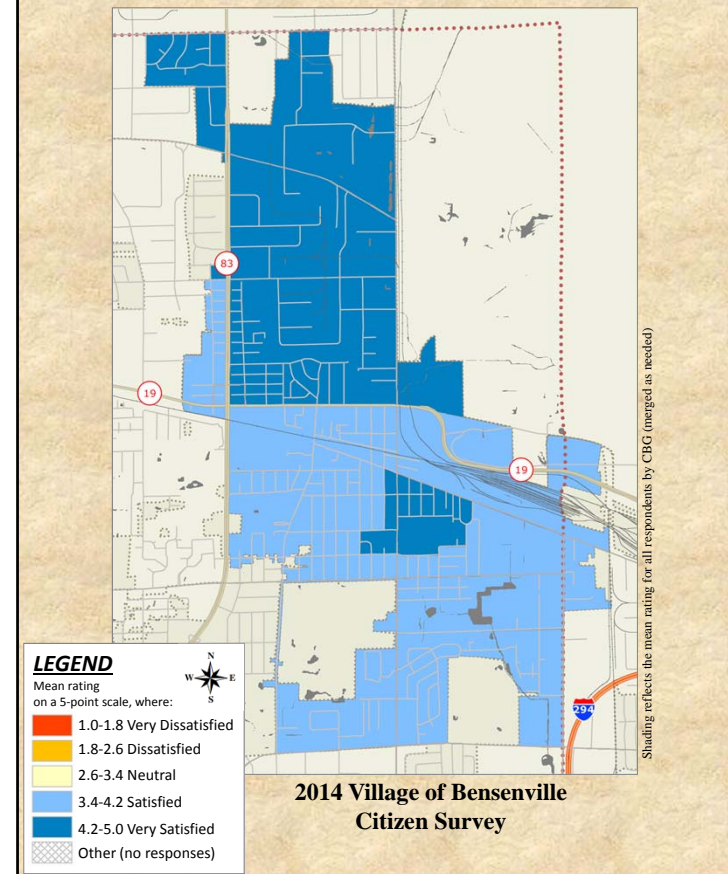 83
19
19
294
Shading reflects the mean rating for all respondents by CBG (merged as needed)
LEGEND
Mean rating
on a 5-point scale, where:
N
W E
S
1.0-1.8 Very Dissatisfied
1.8-2.6 Dissatisfied
2.6-3.4 Neutral
3.4-4.2 Satisfied
4.2-5.0 Very Satisfied
Other (no responses)
2014 Village of Bensenville
Citizen Survey